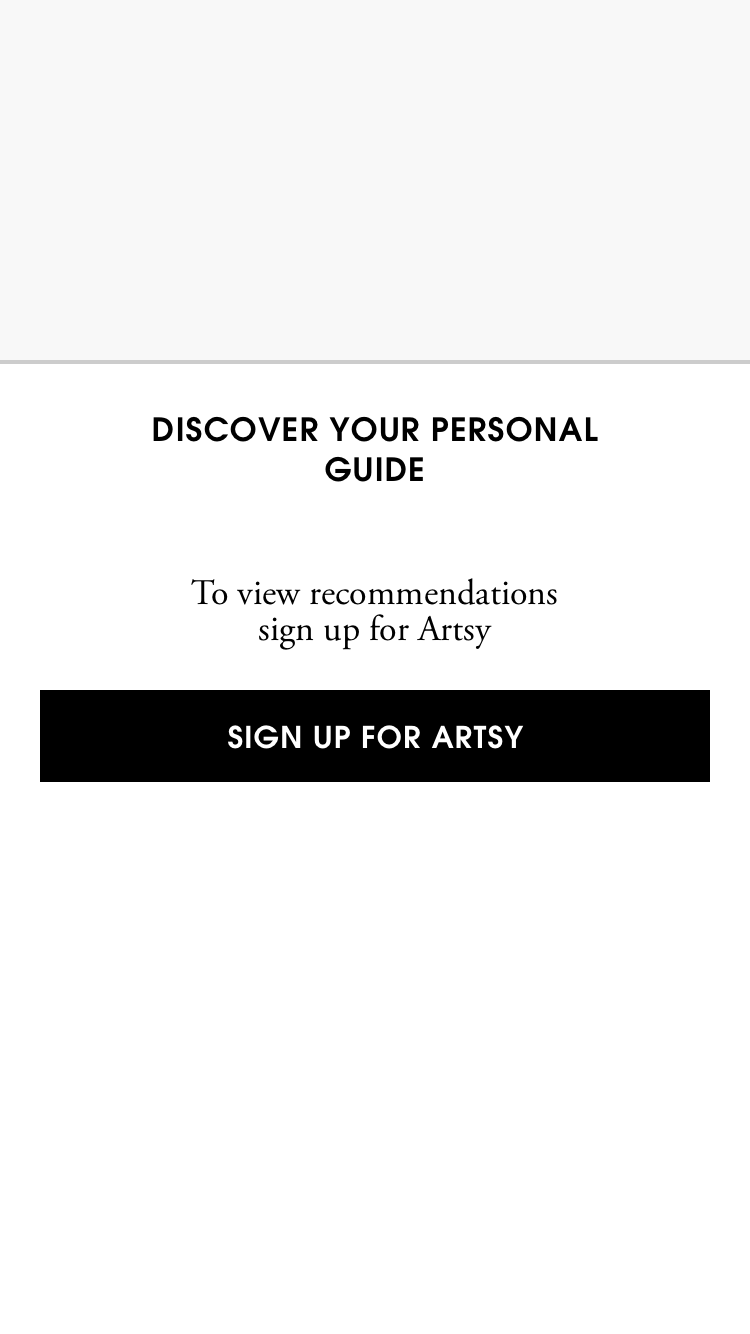 DISCOVER YOUR PERSONAL
GUIDE
To view recommendations
sign up for Artsy
SIGN UP FOR ARTSY